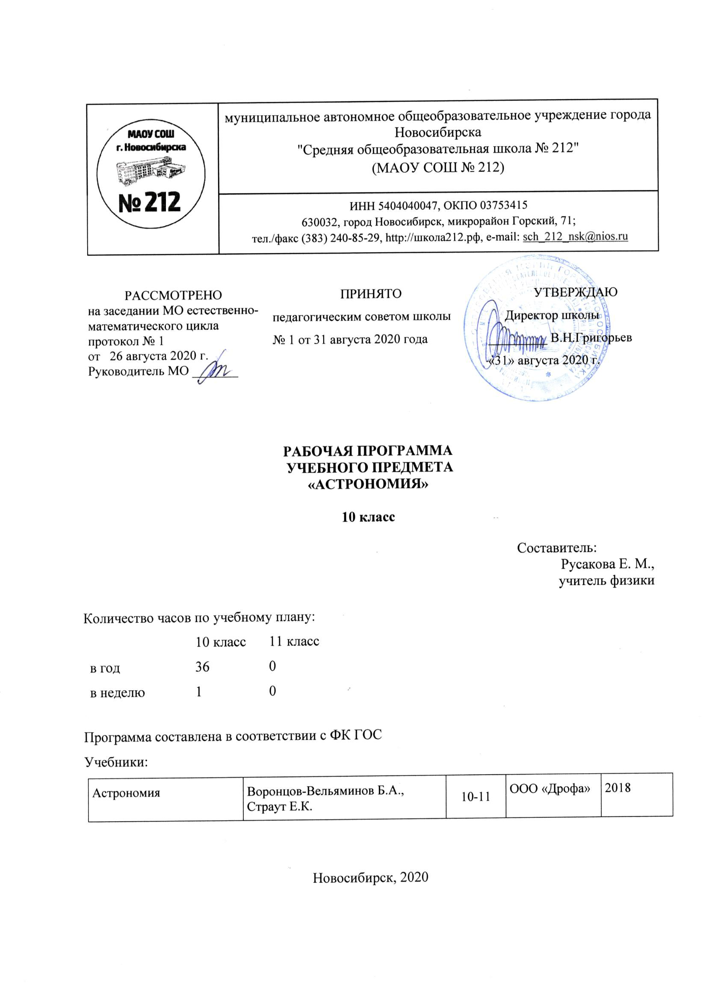 МАОУ СОШ
г. Новосибирска
№ 212
муниципальное автономное общеобразовательное учреждение города
Новосибирска
"Средняя общеобразовательная школа № 212"
(МАОУ СОШ № 212)
ИНН 5404040047, ОКПО 03753415
630032, город Новосибирск, микрорайон Горский, 71;
тел./факс (383) 240-85-29, http://школа212.рф, e-mail: sch_212_nsk@nios.ru
РАССМОТРЕНО
на заседании МО естественно-
математического цикла
протокол № 1
от 26 августа 2020 г.
Руководитель МО
ПРИНЯТО
педагогическим советом школы
№ 1 от 31 августа 2020 года
УТВЕРЖДАЮ
Директор школы
В.Н.Григорьев
«31» августа 2020 г.
РАБОЧАЯ ПРОГРАММА
УЧЕБНОГО ПРЕДМЕТА
«АСТРОНОМИЯ»
10 класс
Составитель:
Русакова Е. М.,
учитель физики
Количество часов по учебному плану:
10 класс 11 класс
в год 36 0
в неделю 1 0
Программа составлена в соответствии с ФК ГОС
Учебники:
Астрономия
Воронцов-Вельяминов Б.А.,
Страут Е.К.
10-11
ООО «Дрофа»
2018
Новосибирск, 2020